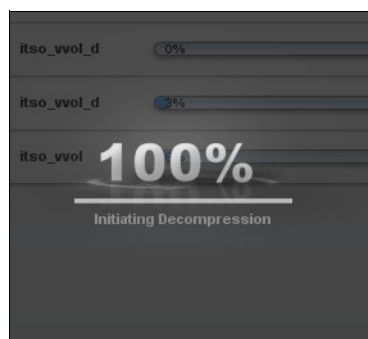 itso_vvol_d 0%
itso_vvol_d 3%
itso_vvol
100%
Initiating Decompression